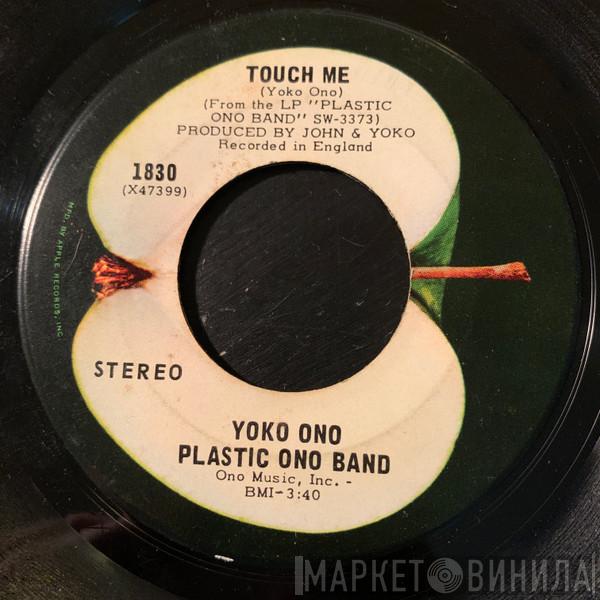 TOUCH ME
(Yoko Ono)
(From the LP "PLASTIC
ONO BAND" SW-3373)
PRODUCED BY JOHN & YOKO
Recorded in England
1830
(X47399)
MFD. BY APPLE RECORDS, INC.
STEREO
YOKO ONO
PLASTIC ONO BAND
Ono Music, Inc. -
BMI-3:40
МАРКЕТ ВИНИЛА